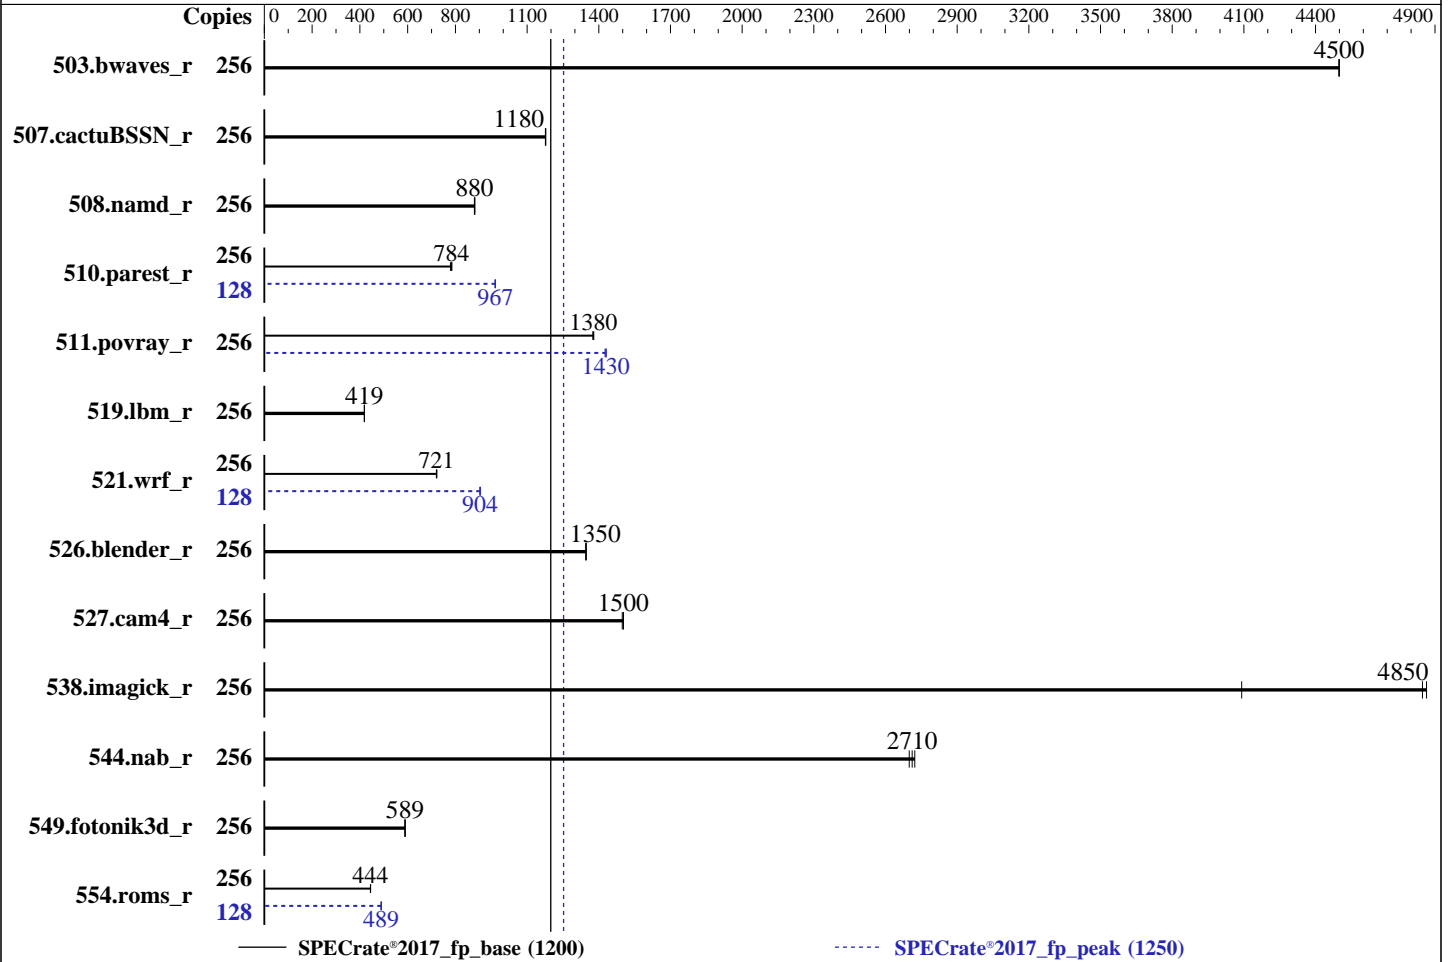 Copies 0 200 400 600 800 1100 1400 1700 2000 2300 2600 2900 3200 3500 3800 4100 4400 4900
503.bwaves_r 256 4500
507.cactuBSSN_r 256 1180
508.namd_r 256 880
510.parest_r 256 784
128 967
511.povray_r 256 1380
1430
519.lbm_r 256 419
521.wrf_r 256 721
128 904
526.blender_r 256 1350
527.cam4_r 256 1500
538.imagick_r 256 4850
544.nab_r 256 2710
549.fotonik3d_r 256 589
554.roms_r 256 444
128 489
SPECrate®2017_fp_base (1200) SPECrate®2017_fp_peak (1250)